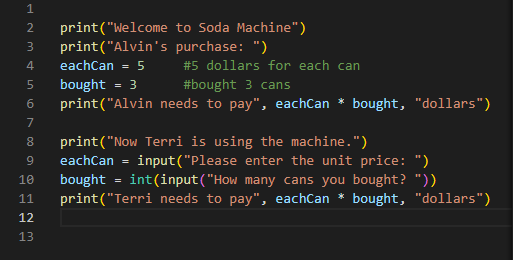 1
2 print("Welcome to Soda Machine")
3 print("Alvin's purchase: ")
4 eachCan = 5 #5 dollars for each can
5 bought = 3 #bought 3 cans
6 print("Alvin needs to pay", eachCan * bought, "dollars")
7
8 print("Now Terri is using the machine.")
9 eachCan = input("Please enter the unit price: ")
10 bought = int(input("How many cans you bought? "))
11 print("Terri needs to pay", eachCan * bought, "dollars")
12
13